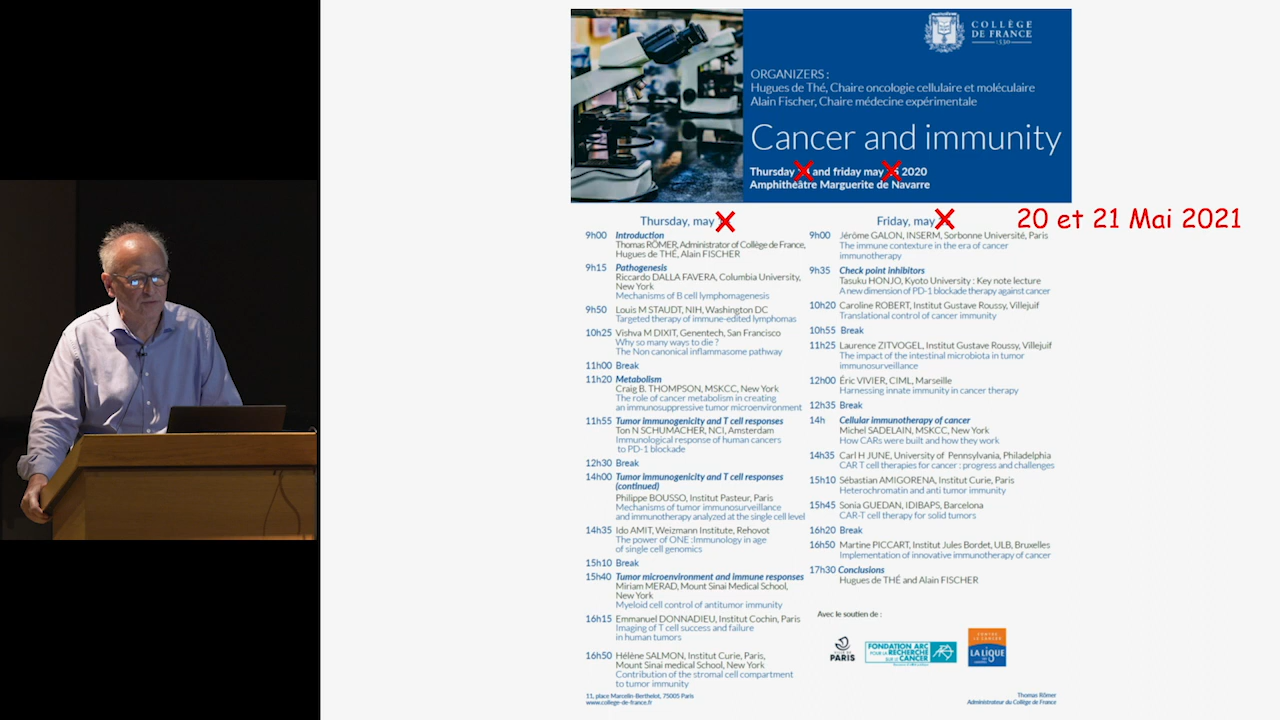 COLLÈGE
DE FRANCE
1530
ORGANIZERS :
Hugues de Thé, Chaire oncologie cellulaire et moléculaire
Alain Fischer, Chaire médecine expérimentale
Cancer and immunity
Thursday and friday may 2020
Amphithéâtre Marguerite de Navarre
20 et 21 Mai 2021
Thursday, may
9h00 Introduction
Thomas RÖMER, Administrator of Collège de France,
Hugues de THÉ, Alain FISCHER
9h15 Pathogenesis
Riccardo DALLA FAVERA, Columbia University,
New York
Mechanisms of B cell lymphomagenesis
9h50 Louis M STAUDT, NIH, Washington DC
Targeted therapy of immune-edited lymphomas
10h25 Vishva M DIXIT, Genentech, San Francisco
Why so many ways to die ?
The Non canonical inflammasome pathway
11h00 Break
11h20 Metabolism
Craig B. THOMPSON, MSKCC, New York
The role of cancer metabolism in creating
an immunosuppressive tumor microenvironment
11h55 Tumor immunogenicity and T cell responses
Ton N SCHUMACHER, NCI, Amsterdam
Immunological response of human cancers
to PD-1 blockade
12h30 Break
14h00 Tumor immunogenicity and T cell responses
(continued)
Philippe BOUSSO, Institut Pasteur, Paris
Mechanisms of tumor immunosurveillance
and immunotherapy analyzed at the single cell level
14h35 Ido AMIT, Weizmann Institute, Rehovot
The power of ONE :Immunology in age
of single cell genomics
15h10 Break
15h40 Tumor microenvironment and immune responses
Miriam MERAD, Mount Sinai Medical School,
New York
Myeloid cell control of antitumor immunity
16h15 Emmanuel DONNADIEU, Institut Cochin, Paris
Imaging of T cell success and failure
in human tumors
16h50 Hélène SALMON, Institut Curie, Paris,
Mount Sinai medical School, New York
Contribution of the stromal cell compartment
to tumor immunity
11, place Marcelin-Berthelot, 75005 Paris
www.college-de-france.fr
Friday, may
9h00 Jérôme GALON, INSERM, Sorbonne Université, Paris
The immune contexture in the era of cancer
immunotherapy
9h35 Check point inhibitors
Tasuku HONJO, Kyoto University : Key note lecture
A new dimension of PD-1 blockade therapy against cancer
10h20 Caroline ROBERT, Institut Gustave Roussy, Villejuif
Translational control of cancer immunity
10h55 Break
11h25 Laurence ZITVOGEL, Institut Gustave Roussy, Villejuif
The impact of the intestinal microbiota in tumor
immunosurveillance
12h00 Éric VIVIER, CIML, Marseille
Harnessing innate immunity in cancer therapy
12h35 Break
14h Cellular immunotherapy of cancer
Michel SADELAIN, MSKCC, New York
How CARs were built and how they work
14h35 Carl H JUNE, University of Pennsylvania, Philadelphia
CAR T cell therapies for cancer : progress and challenges
15h10 Sébastian AMIGORENA, Institut Curie, Paris
Heterochromatin and anti tumor immunity
15h45 Sonia GUEDAN, IDIBAPS, Barcelona
CAR-T cell therapy for solid tumors
16h20 Break
16h50 Martine PICCART, Institut Jules Bordet, ULB, Bruxelles
Implementation of innovative immunotherapy of cancer
17h30 Conclusions
Hugues de THÉ and Alain FISCHER
Avec le soutien de :
PARIS
FONDATION ARC
POUR LA RECHERCHE
SUR LE CANCER
CONTRE
LE CANCER
LA LIGUE
Thomas Römer
Administrateur du Collège de France